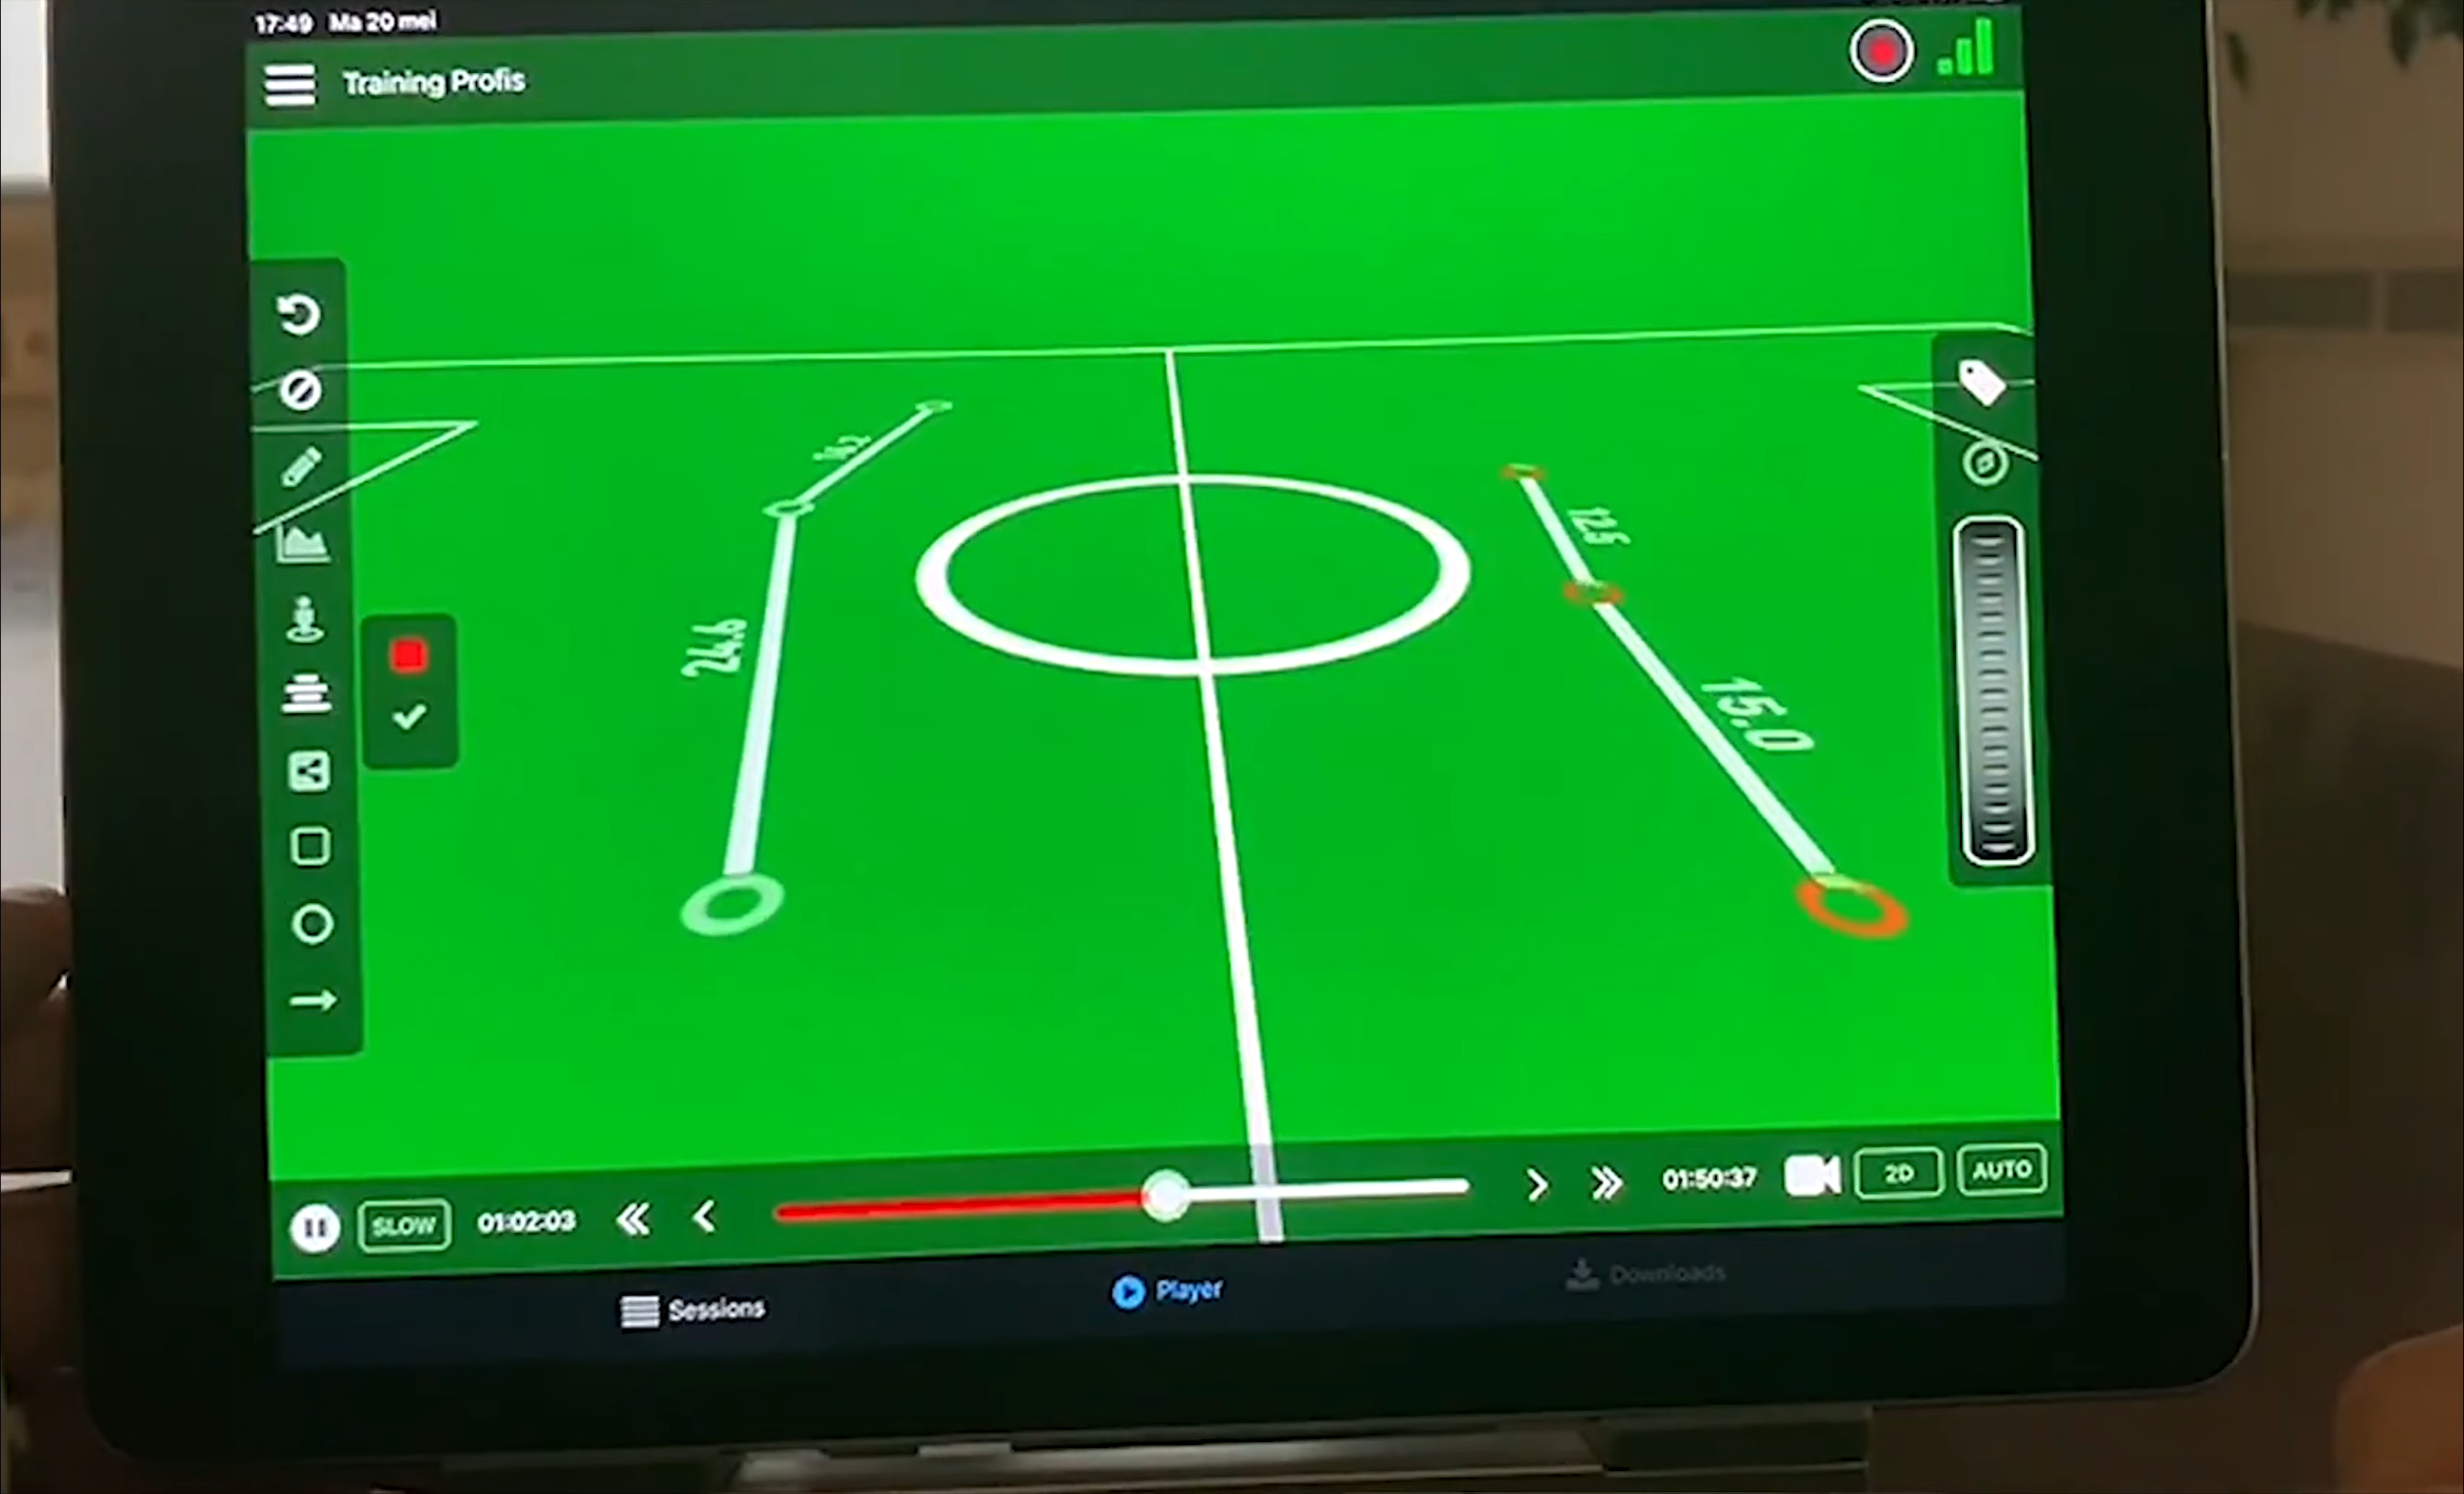 17:49 Ma 20 mei
Training Profis
12.5
24.6
15.0
SLOW
01:02:03
01:50:37
2D
AUTO
Sessions
Player
Downloads